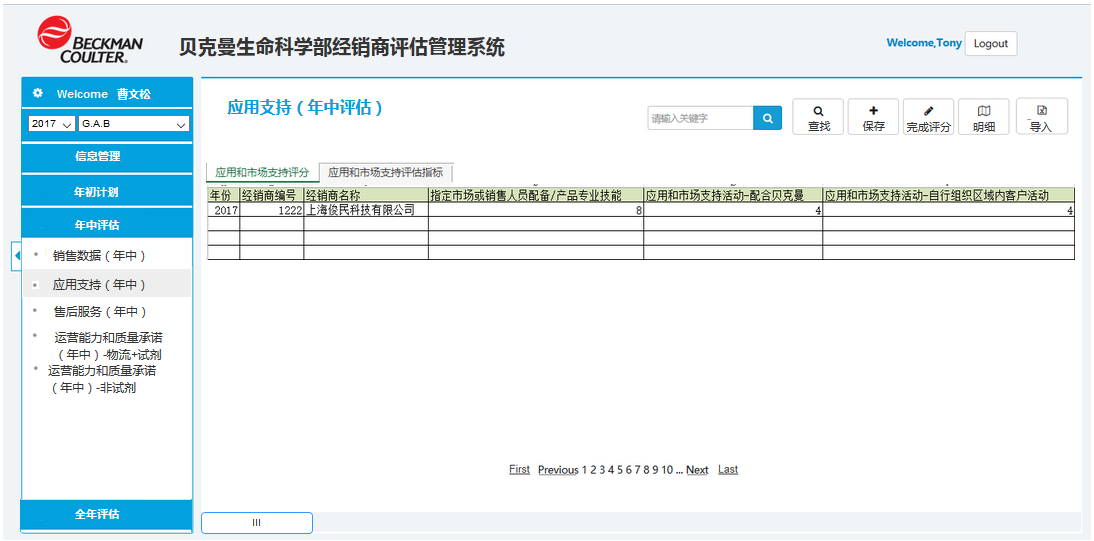 BECKMAN
COULTER®
贝克曼生命科学部经销商评估管理系统
Welcome,Tony
Logout
Welcome 曹文松
2017
G.A.B
信息管理
年初计划
年中评估
销售数据（年中）
应用支持（年中）
售后服务（年中）
运营能力和质量承诺
（年中）-物流+试剂
运营能力和质量承诺
（年中）-非试剂
全年评估
应用支持（年中评估）
请输入关键字
查找
保存
完成评分
明细
导入
应用和市场支持评分
应用和市场支持评估指标
年份 经销商编号 经销商名称 指定市场或销售人员配备/产品专业技能 应用和市场支持活动-配合贝克曼 应用和市场支持活动-自行组织区域内客户活动
2017 1222 上海俊民科技有限公司 8 4 4
First Previous 1 2 3 4 5 6 7 8 9 10 ... Next Last
III